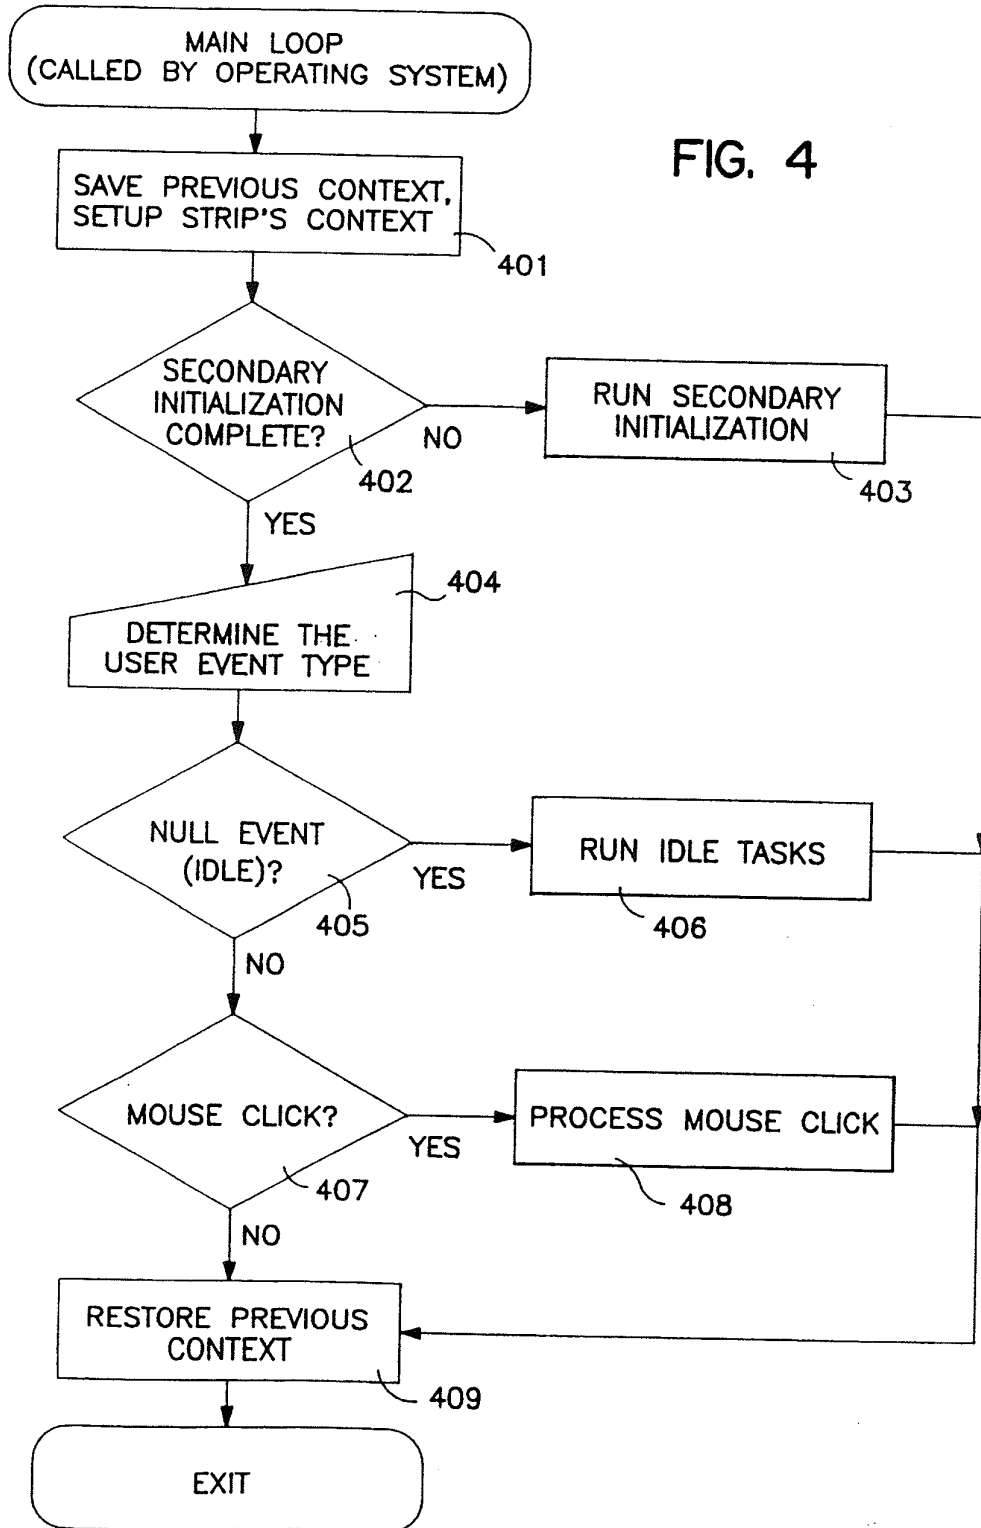 MAIN LOOP
(CALLED BY OPERATING SYSTEM)
FIG. 4
SAVE PREVIOUS CONTEXT,
SETUP STRIP'S CONTEXT
401
SECONDARY
INITIALIZATION
COMPLETE?
402
NO
RUN SECONDARY
INITIALIZATION
403
YES
404
DETERMINE THE
USER EVENT TYPE
NULL EVENT
(IDLE)?
405
YES
RUN IDLE TASKS
406
NO
MOUSE CLICK?
407
YES
PROCESS MOUSE CLICK
408
NO
RESTORE PREVIOUS
CONTEXT
409
EXIT